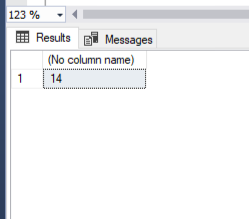 123 %
Results Messages
(No column name)
1 14